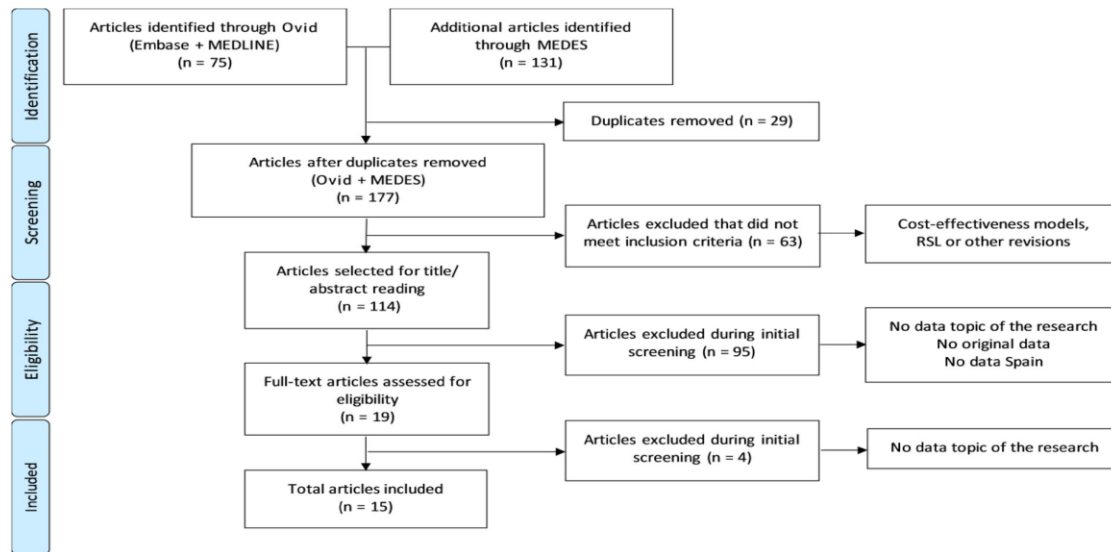 Identification
Articles identified through Ovid
(Embase + MEDLINE)
(n = 75)
Additional articles identified
through MEDES
(n = 131)
Duplicates removed (n = 29)
Screening
Articles after duplicates removed
(Ovid + MEDES)
(n = 177)
Articles excluded that did not
meet inclusion criteria (n = 63)
Cost-effectiveness models,
RSL or other revisions
Articles selected for title/
abstract reading
(n = 114)
Eligibility
Articles excluded during initial
screening (n = 95)
No data topic of the research
No original data
No data Spain
Full-text articles assessed for
eligibility
(n = 19)
Included
Articles excluded during initial
screening (n = 4)
No data topic of the research
Total articles included
(n = 15)